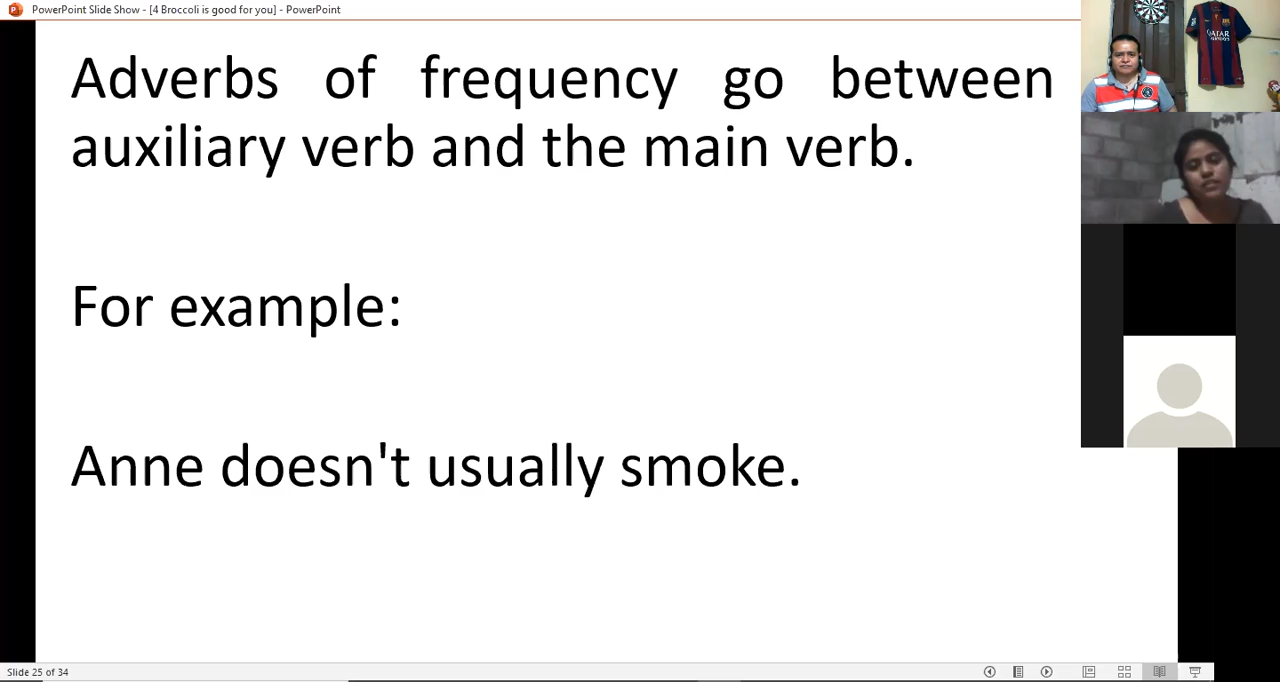 PowerPoint Slide Show - [4 Broccoli is good for you] - PowerPoint
Adverbs of frequency go between
auxiliary verb and the main verb.
For example:
Anne doesn't usually smoke.
QATAR
Slide 25 of 34